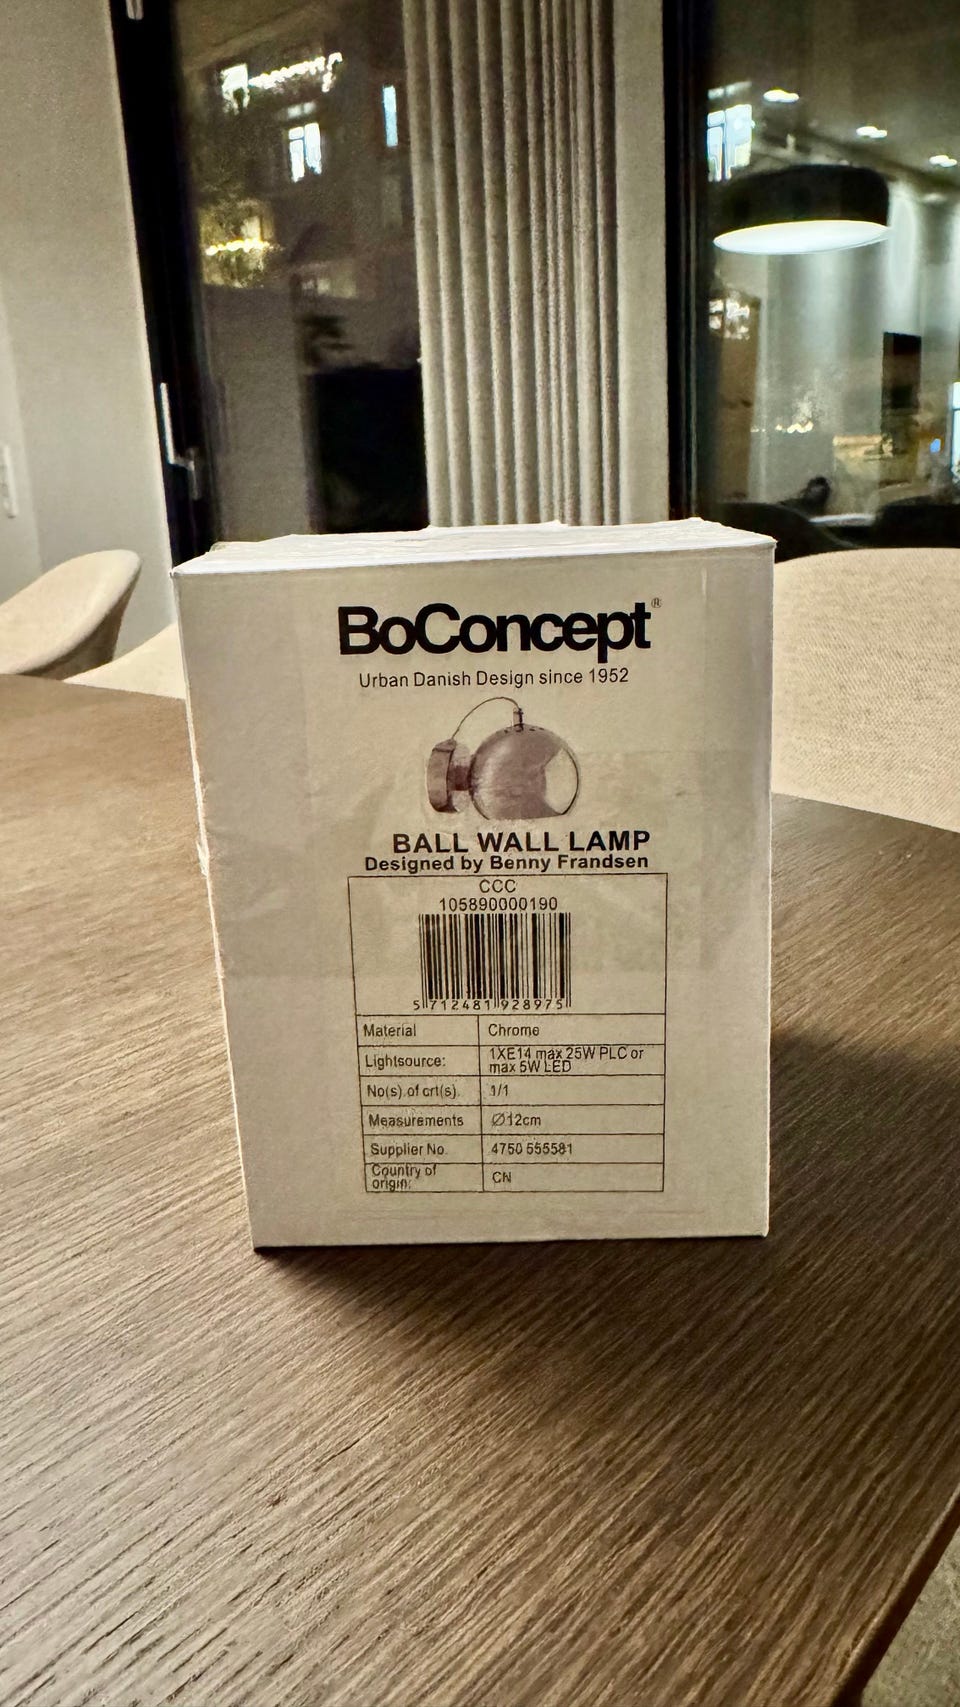 BoConcept®
Urban Danish Design since 1952
BALL WALL LAMP
Designed by Benny Frandsen
CCC
105890000190
5 712481 928975
Material Chrome
Lightsource: 1XE14 max 25W PLC or
max 5W LED
No(s).of crt(s). 1/1
Measurements Ø12cm
Supplier No. 4750 555581
Country of
origin: CN